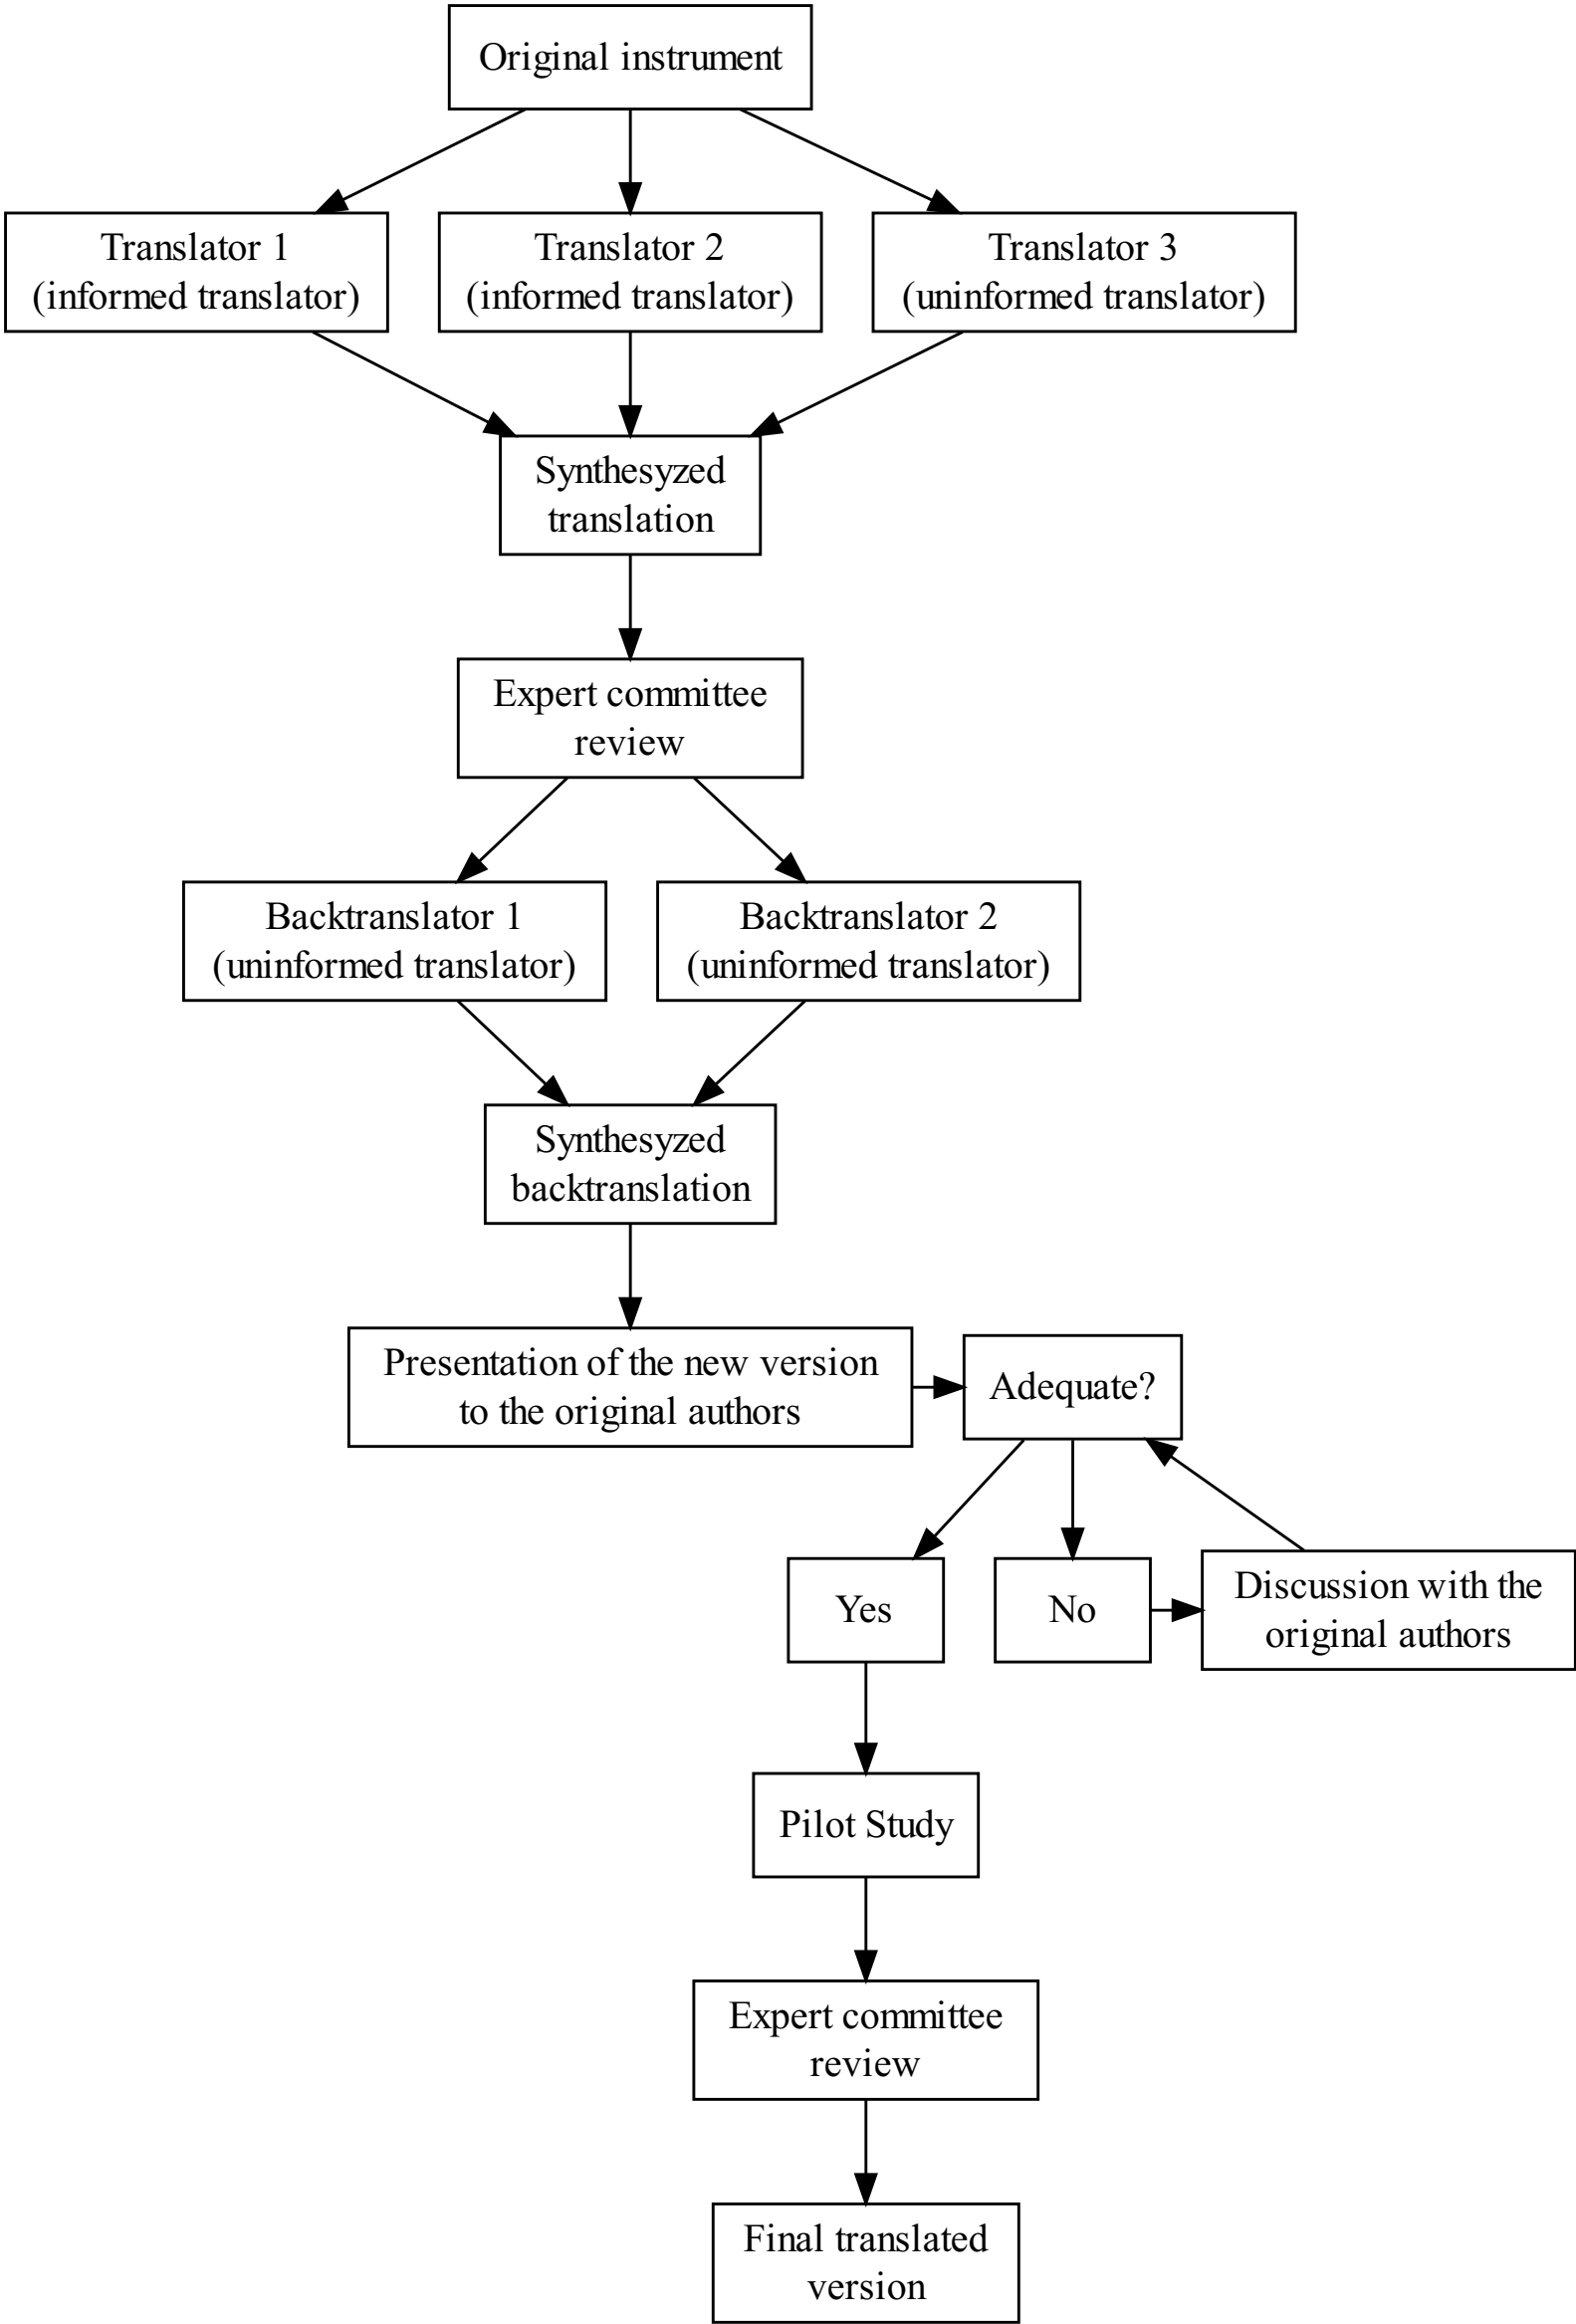 Original instrument
Translator 1
(informed translator)
Translator 2
(informed translator)
Translator 3
(uninformed translator)
Synthesyzed
translation
Expert committee
review
Backtranslator 1
(uninformed translator)
Backtranslator 2
(uninformed translator)
Synthesyzed
backtranslation
Presentation of the new version
to the original authors
Adequate?
Yes
No
Discussion with the
original authors
Pilot Study
Expert committee
review
Final translated
version